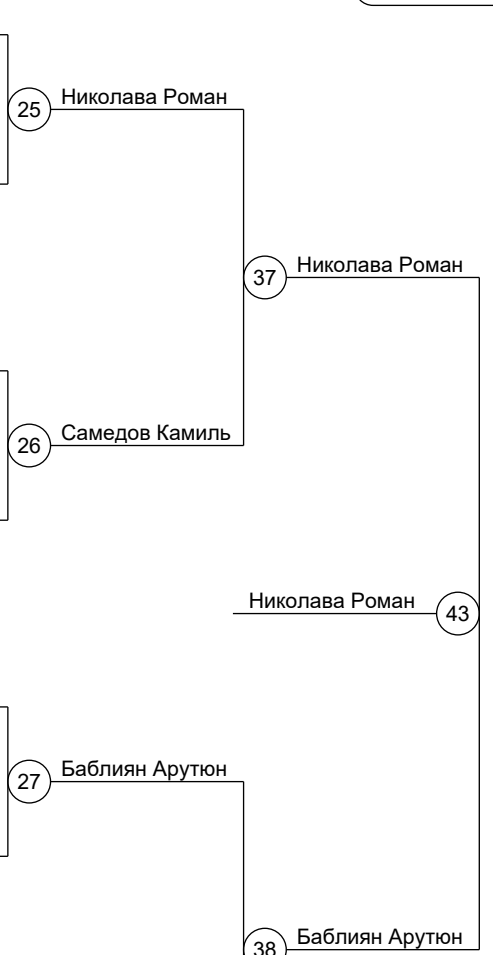 25 Николава Роман
37 Николава Роман
26 Самедов Камиль
Николава Роман 43
27 Баблиян Арутюн
38 Баблиян Арутюн